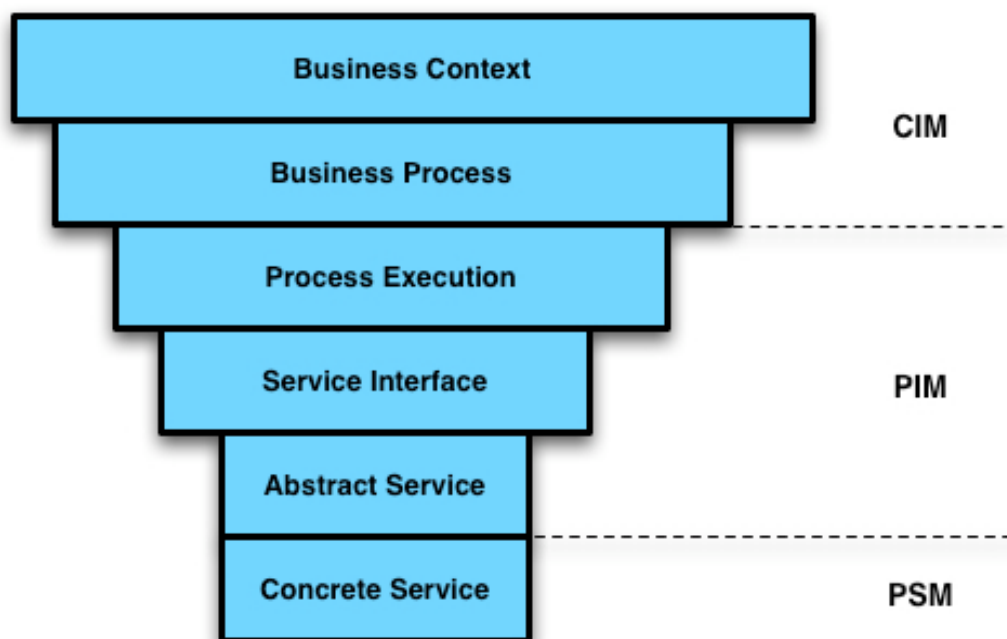 Business Context
CIM
Business Process
Process Execution
Service Interface
PIM
Abstract Service
Concrete Service
PSM